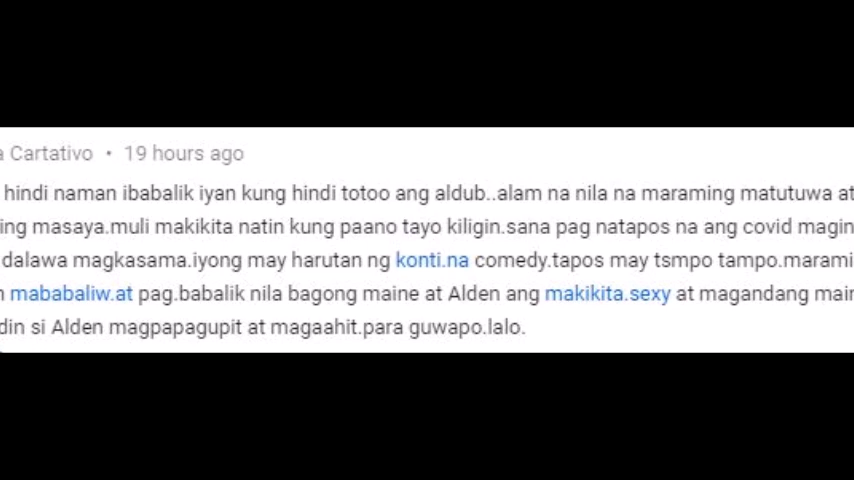 a Cartativo • 19 hours ago
hindi naman ibabalik iyan kung hindi totoo ang aldub..alam na nila na maraming matutuwa at
ing masaya.muli makikita natin kung paano tayo kiligin.sana pag natapos na ang covid magin
dalawa magkasama.iyong may harutan ng konti.na comedy.tapos may tsmpo tampo.marami
n mababaliw.at pag.babalik nila bagong maine at Alden ang makikita.sexy at magandang main
din si Alden magpapagupit at magaahit.para guwapo.lalo.